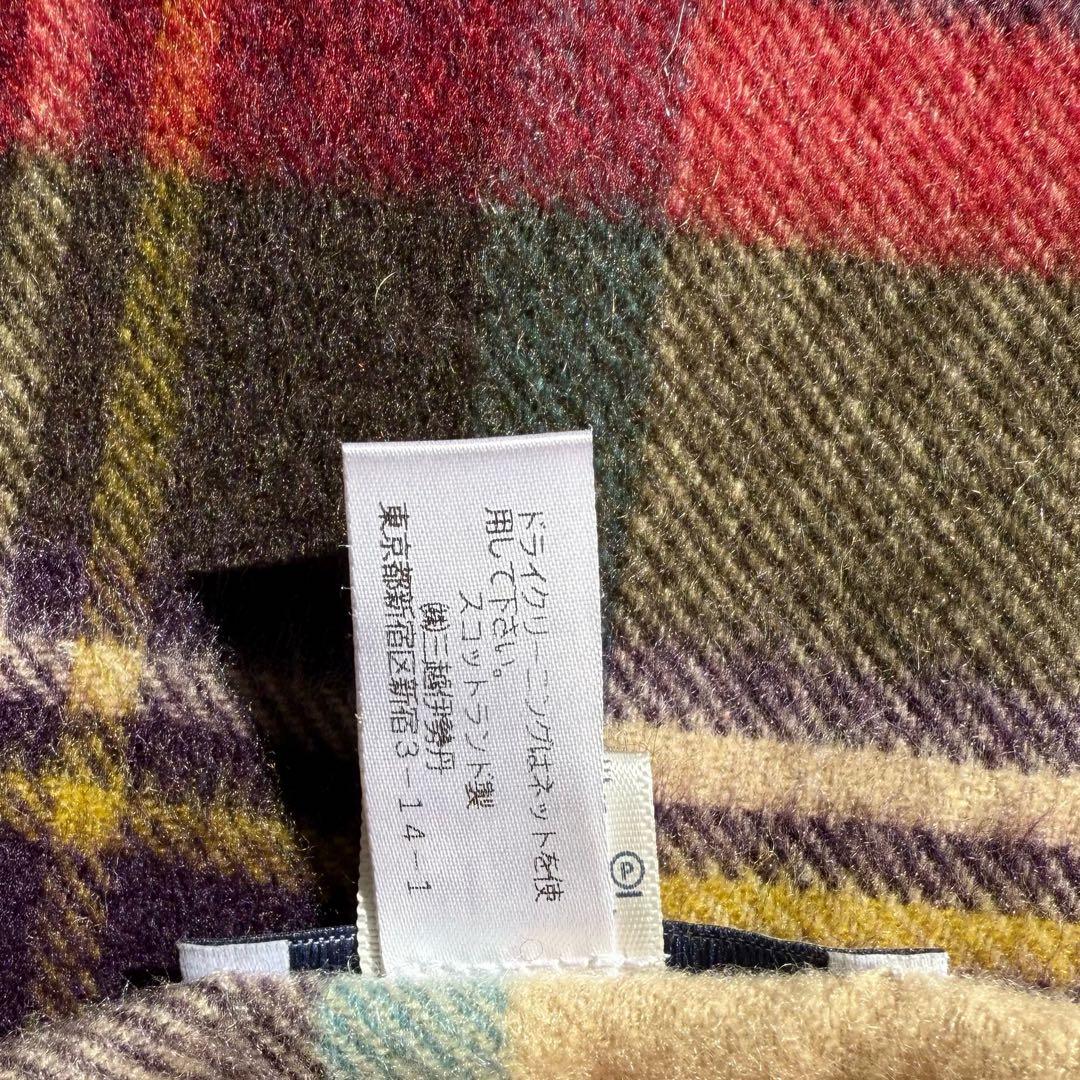 ドライクリーニングはネットを使
用して下さい。
スコットランド製
㈱三越伊勢丹
東京都新宿区新宿3-14-1